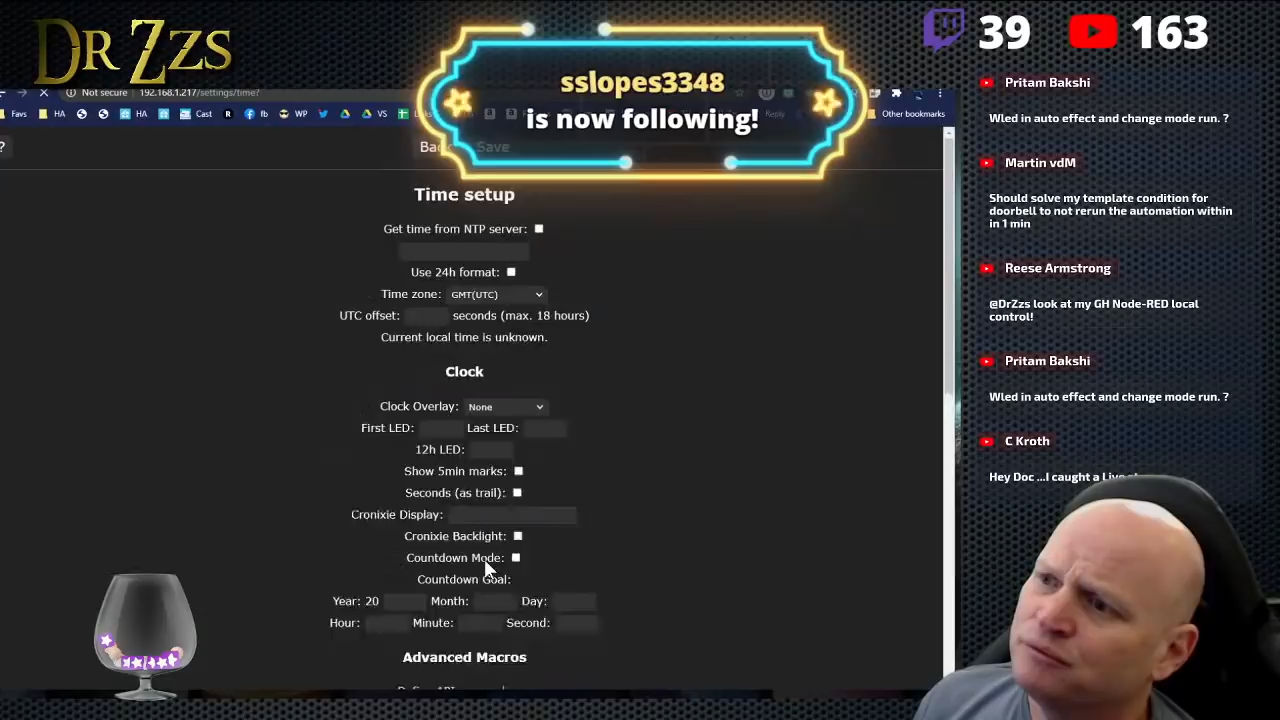 DR ZZS
sslopes3348
is now following!
39
163
Not secure
192.168.1.217/settings/time?
Favs
HA
HA
Cast
fb
WP
VS
Links
Reply
Other bookmarks
?
Back
Save
Time setup
Get time from NTP server:
Use 24h format:
Time zone: GMT(UTC)
UTC offset: seconds (max. 18 hours)
Current local time is unknown.
Clock
Clock Overlay: None
First LED: Last LED:
12h LED:
Show 5min marks:
Seconds (as trail):
Cronixie Display:
Cronixie Backlight:
Countdown Mode:
Countdown Goal:
Year: 20 Month: Day:
Hour: Minute: Second:
Advanced Macros
Pritam Bakshi
Wled in auto effect and change mode run. ?
Martin vdM
Should solve my template condition for
doorbell to not rerun the automation within
in 1 min
Reese Armstrong
@DrZzs look at my GH Node-RED local
control!
Pritam Bakshi
Wled in auto effect and change mode run. ?
C Kroth
Hey Doc ...I caught a